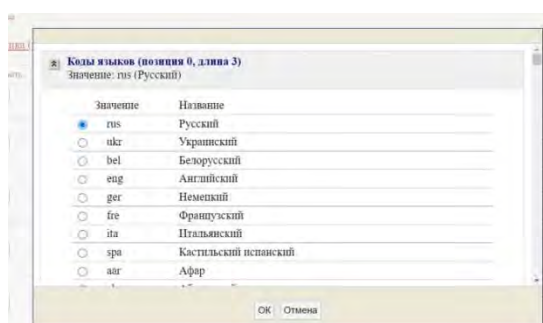 Коды языков (позиция 0, длина 3)
Значение: rus (Русский)
Значение Название
rus Русский
ukr Украинский
bel Белорусский
eng Английский
ger Немецкий
fre Французский
ita Итальянский
spa Кастильский испанский
aar Афар
ОК Отмена